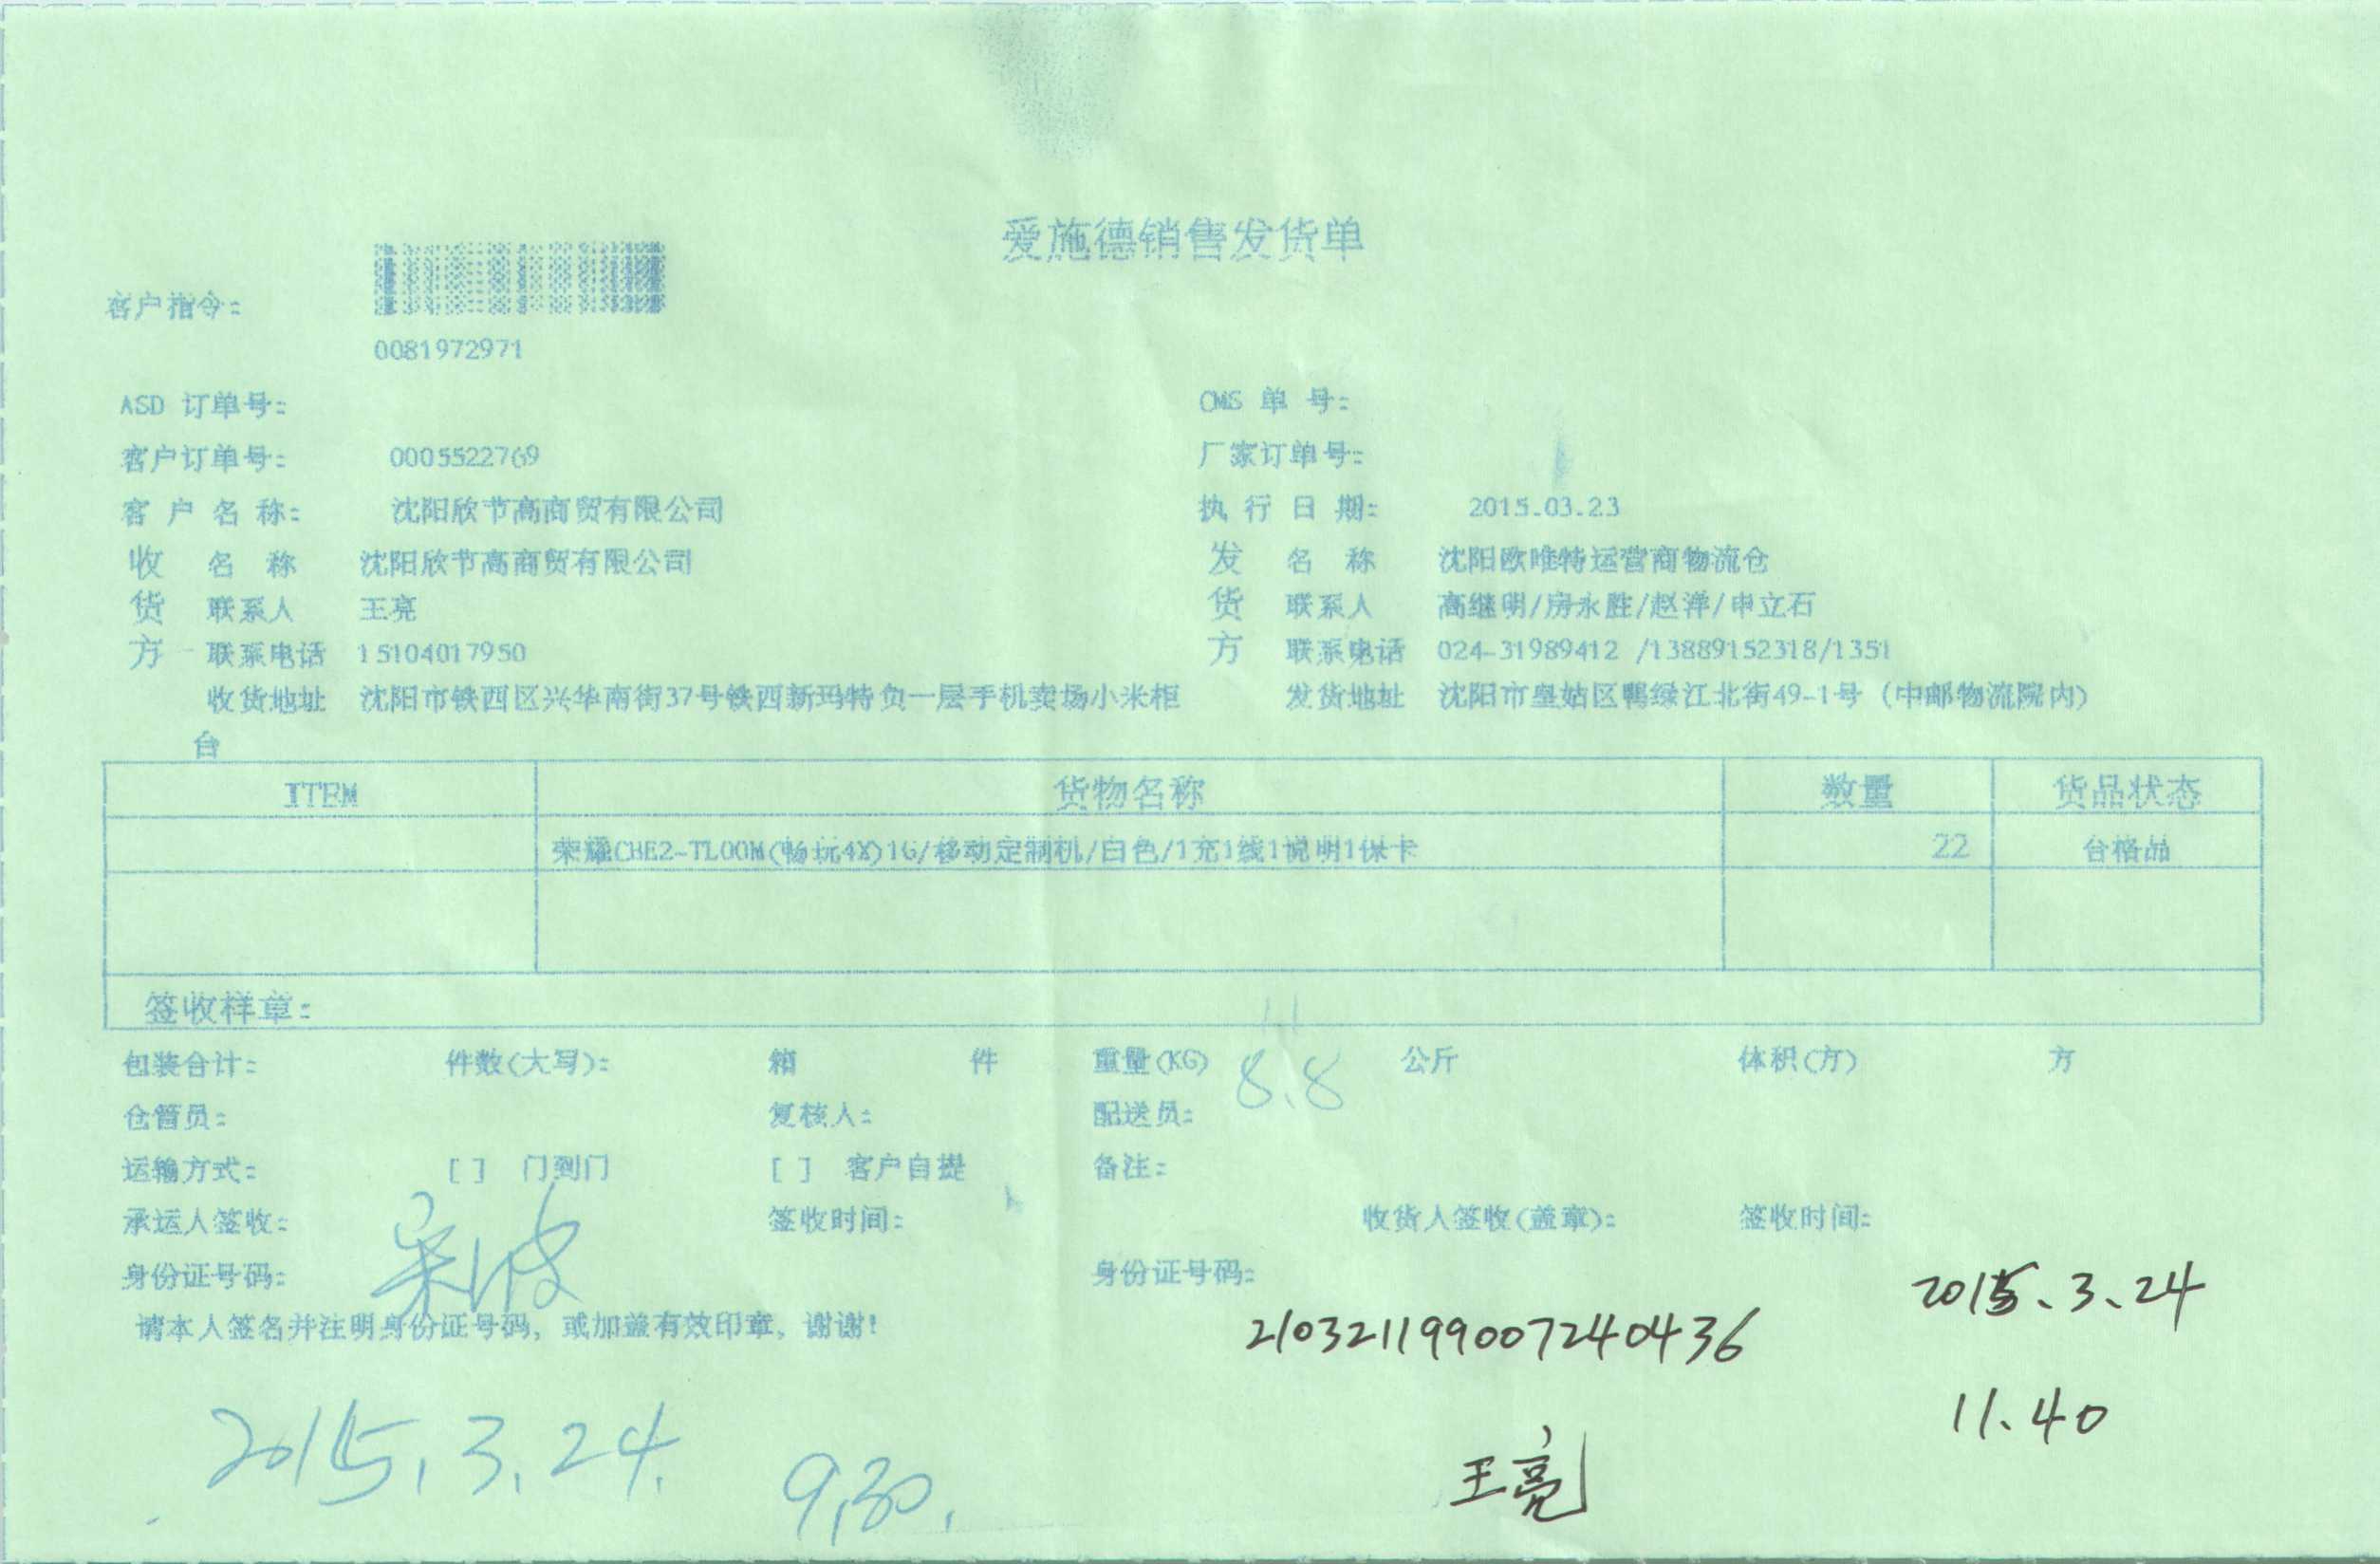 爱施德销售发货单
客户指令:
0081972971
ASD 订单号: CMS 单 号:
客户订单号: 0005522769 厂家订单号:
客 户 名 称: 沈阳欣节高商贸有限公司 执 行 日 期: 2015.03.23
收 名 称 沈阳欣节高商贸有限公司 发 名 称 沈阳欧唯特运营商物流仓
货 联系人 王亮 货 联系人 高继明/房永胜/赵洋/申立石
方 联系电话 15104017950 方 联系电话 024-31989412 /13889152318/1351
收货地址 沈阳市铁西区兴华南街37号铁西新玛特负一层手机卖场小米柜 发货地址 沈阳市皇姑区鸭绿江北街49-1号 (中邮物流院内)
台
ITEM 货物名称 数量 货品状态
荣耀CHE2-TL00M(畅玩4X)1G/移动定制机/白色/1充1线1说明1保卡 22 合格品
签收样章:
包装合计: 件数(大写): 箱 件 重量(KG) 8.8 公斤 体积(方) 方
仓管员: 复核人: 配送员:
运输方式: [ ] 门到门 [ ] 客户自提 备注:
承运人签收: 签收时间: 收货人签收(盖章): 签收时间:
身份证号码: 身份证号码: 2015.3.24
请本人签名并注明身份证号码, 或加盖有效印章, 谢谢! 210321199007240436
2015.3.24. 9,30. 王亮 11.40